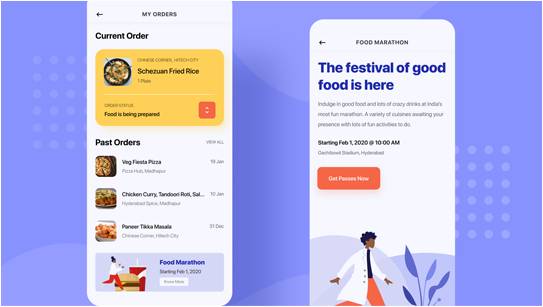 MY ORDERS
Current Order
CHINESE CORNER, HITECH CITY
Schezuan Fried Rice
1 Plate
ORDER STATUS
Food is being prepared
Past Orders
VIEW ALL
Veg Fiesta Pizza
19 Jan
Pizza Hub, Madhapur
Chicken Curry, Tandoori Roti, Sal...
10 Jan
Hyderabad Spice, Madhapur
Paneer Tikka Masala
31 Dec
Chinese Corner, Hitech City
Food Marathon
Starting Feb 1, 2020
Know More
FOOD MARATHON
The festival of good
food is here
Indulge in good food and lots of crazy drinks at India's
most fun marathon. A variety of cuisines awaiting your
presence with lots of fun activities to do.
Starting Feb 1, 2020 @ 10:00 AM
Gachibowli Stadium, Hyderabad
Get Passes Now